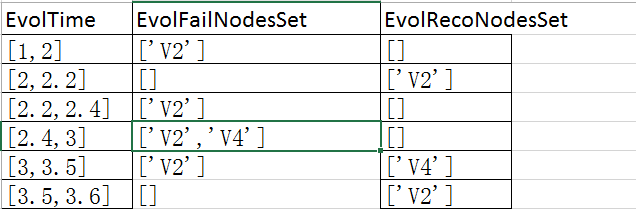 EvolTime EvolFailNodesSet EvolRecoNodesSet
[1,2] ['V2'] []
[2,2.2] [] ['V2']
[2.2,2.4] ['V2'] []
[2.4,3] ['V2','V4'] []
[3,3.5] ['V2'] ['V4']
[3.5,3.6] [] ['V2']